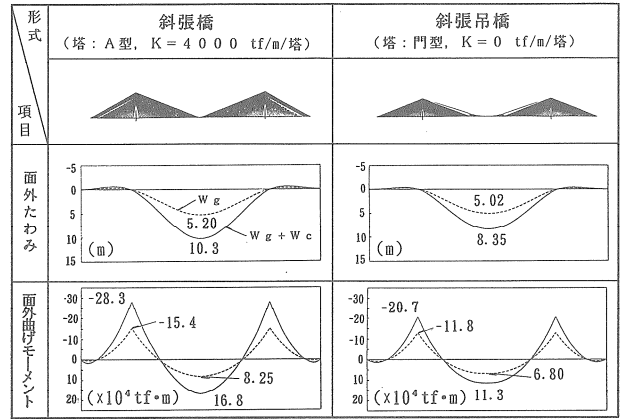 形式
項目
斜張橋
(塔：A型, K＝4000 tf/m/塔)
斜張吊橋
(塔：門型, K＝0 tf/m/塔)
面外たわみ
-5
0
5
10
15
(m)
Wg
5.20
Wg+Wc
10.3
-5
0
5
10
15
(m)
5.02
8.35
面外曲げモーメント
-30
-20
-10
0
10
20
-28.3
-15.4
8.25
16.8
(×10⁴tf・m)
-30
-20
-10
0
10
20
-20.7
-11.8
6.80
11.3
(×10⁴tf・m)